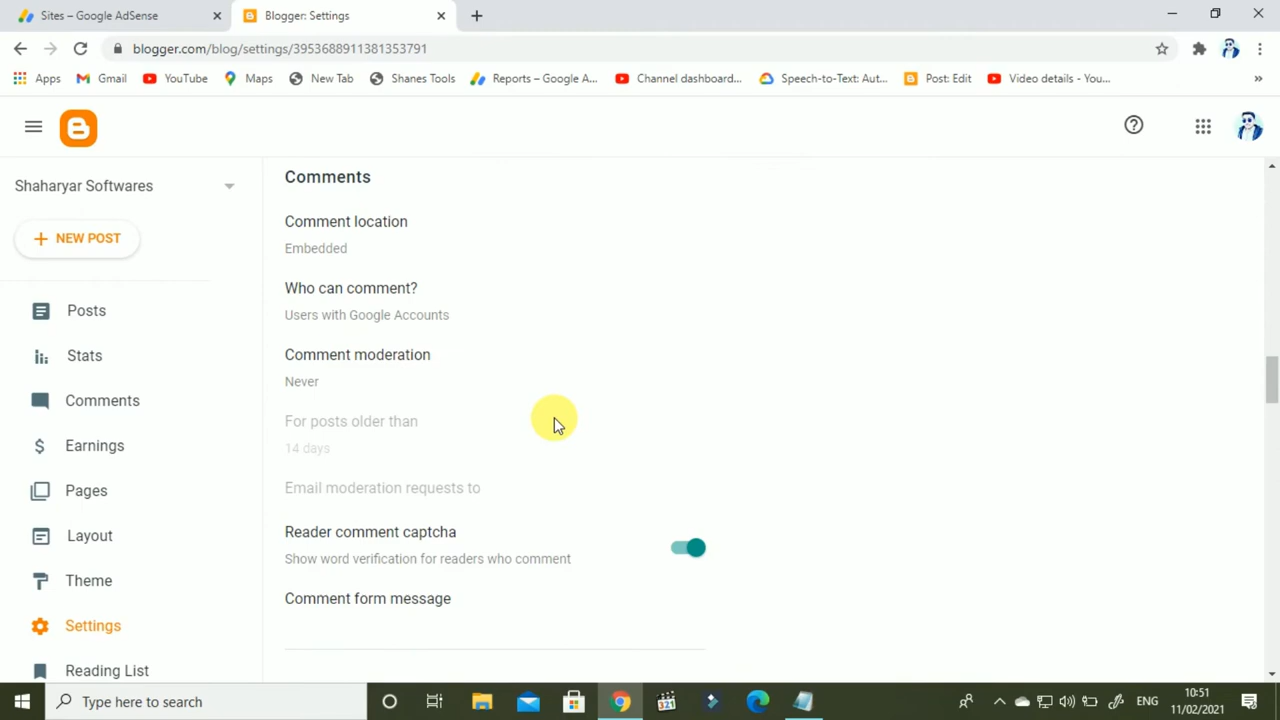 Sites – Google AdSense
Blogger: Settings
blogger.com/blog/settings/3953688911381353791
Apps
Gmail
YouTube
Maps
New Tab
Shanes Tools
Reports – Google A...
Channel dashboard...
Speech-to-Text: Aut...
Post: Edit
Video details - You...
Shaharyar Softwares
NEW POST
Posts
Stats
Comments
Earnings
Pages
Layout
Theme
Settings
Reading List
Comments
Comment location
Embedded
Who can comment?
Users with Google Accounts
Comment moderation
Never
For posts older than
14 days
Email moderation requests to
Reader comment captcha
Show word verification for readers who comment
Comment form message
Type here to search
321
ENG
10:51
11/02/2021